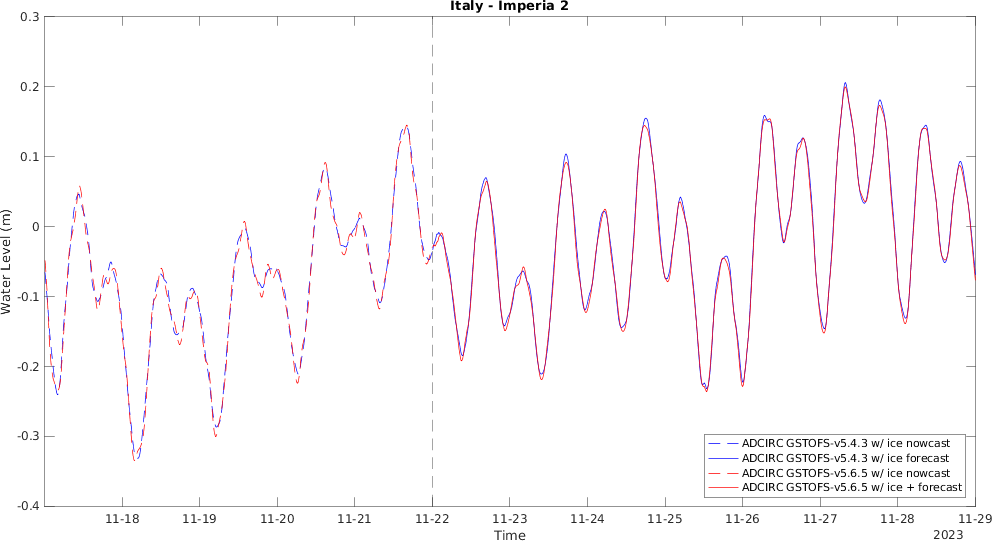 Italy - Imperia 2
Water Level (m)
0.3
0.2
0.1
0
-0.1
-0.2
-0.3
-0.4
ADCIRC GSTOFS-v5.4.3 w/ ice nowcast
ADCIRC GSTOFS-v5.4.3 w/ ice forecast
ADCIRC GSTOFS-v5.6.5 w/ ice nowcast
ADCIRC GSTOFS-v5.6.5 w/ ice + forecast
11-18 11-19 11-20 11-21 11-22 11-23 11-24 11-25 11-26 11-27 11-28 11-29
Time
2023